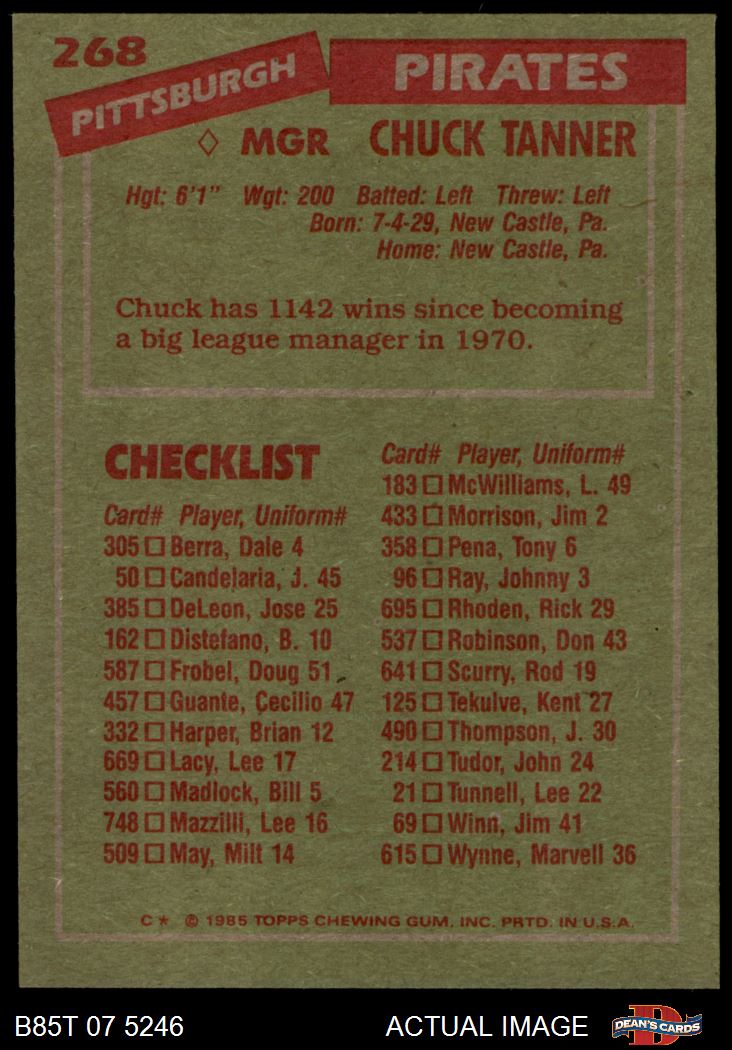 268
PITTSBURGH PIRATES
◊ MGR CHUCK TANNER
Hgt: 6'1" Wgt: 200 Batted: Left Threw: Left
Born: 7-4-29, New Castle, Pa.
Home: New Castle, Pa.
Chuck has 1142 wins since becoming
a big league manager in 1970.
CHECKLIST
Card# Player, Uniform#
305 □ Berra, Dale 4
50 □ Candelaria, J. 45
385 □ DeLeon, Jose 25
162 □ Distefano, B. 10
587 □ Frobel, Doug 51
457 □ Guante, Cecilio 47
332 □ Harper, Brian 12
669 □ Lacy, Lee 17
560 □ Madlock, Bill 5
748 □ Mazzilli, Lee 16
509 □ May, Milt 14
Card# Player, Uniform#
183 □ McWilliams, L. 49
433 □ Morrison, Jim 2
358 □ Pena, Tony 6
96 □ Ray, Johnny 3
695 □ Rhoden, Rick 29
537 □ Robinson, Don 43
641 □ Scurry, Rod 19
125 □ Tekulve, Kent 27
490 □ Thompson, J. 30
214 □ Tudor, John 24
21 □ Tunnell, Lee 22
69 □ Winn, Jim 41
615 □ Wynne, Marvell 36
C * © 1985 TOPPS CHEWING GUM, INC. PRTD. IN U.S.A.
B85T 07 5246 ACTUAL IMAGE
D
DEAN'S CARDS